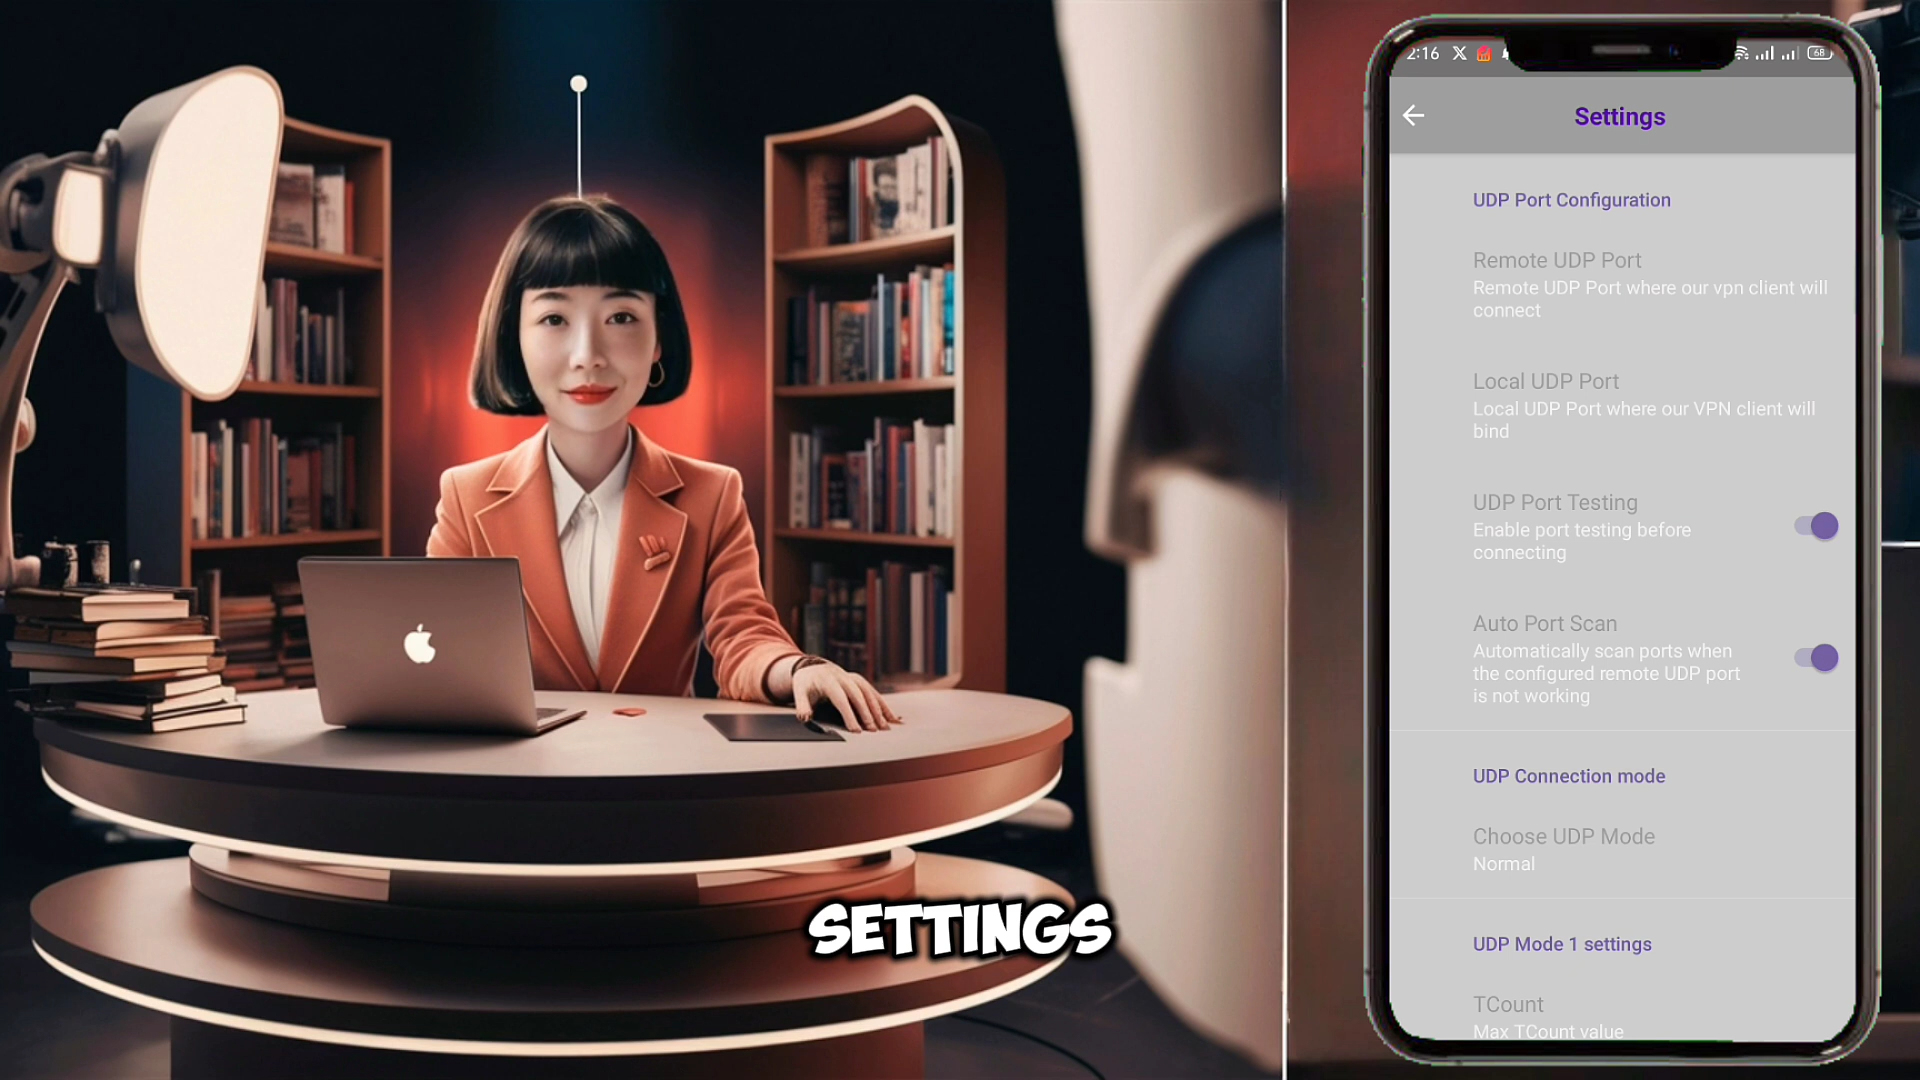 2:16
68
Settings
UDP Port Configuration
Remote UDP Port
Remote UDP Port where our vpn client will
connect
Local UDP Port
Local UDP Port where our VPN client will
bind
UDP Port Testing
Enable port testing before
connecting
Auto Port Scan
Automatically scan ports when
the configured remote UDP port
is not working
UDP Connection mode
Choose UDP Mode
Normal
UDP Mode 1 settings
TCount
Max TCount value
SETTINGS